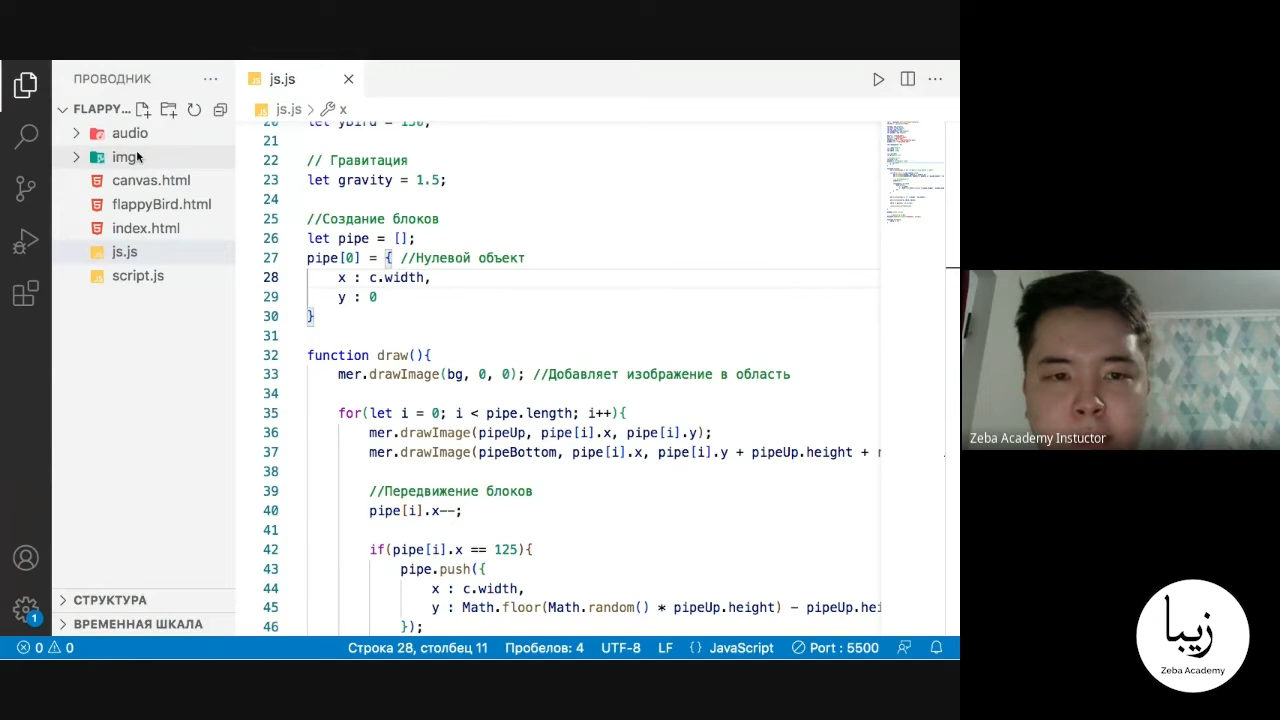 ПРОВОДНИК
js.js
FLAPPY...
js.js > x
audio
img
canvas.html
flappyBird.html
index.html
js.js
script.js
20 let yBird = 150;
21
22 // Гравитация
23 let gravity = 1.5;
24
25 //Создание блоков
26 let pipe = [];
27 pipe[0] = { //Нулевой объект
28 x : c.width,
29 y : 0
30 }
31
32 function draw(){
33 mer.drawImage(bg, 0, 0); //Добавляет изображение в область
34
35 for(let i = 0; i < pipe.length; i++){
36 mer.drawImage(pipeUp, pipe[i].x, pipe[i].y);
37 mer.drawImage(pipeBottom, pipe[i].x, pipe[i].y + pipeUp.height +
38
39 //Передвижение блоков
40 pipe[i].x--;
41
42 if(pipe[i].x == 125){
43 pipe.push({
44 x : c.width,
45 y : Math.floor(Math.random() * pipeUp.height) - pipeUp.hei
46 });
СТРУКТУРА
ВРЕМЕННАЯ ШКАЛА
1
0 0
Строка 28, столбец 11 Пробелов: 4 UTF-8 LF {} JavaScript Port : 5500
Zeba Academy Instuctor
زيبا
Zeba Academy